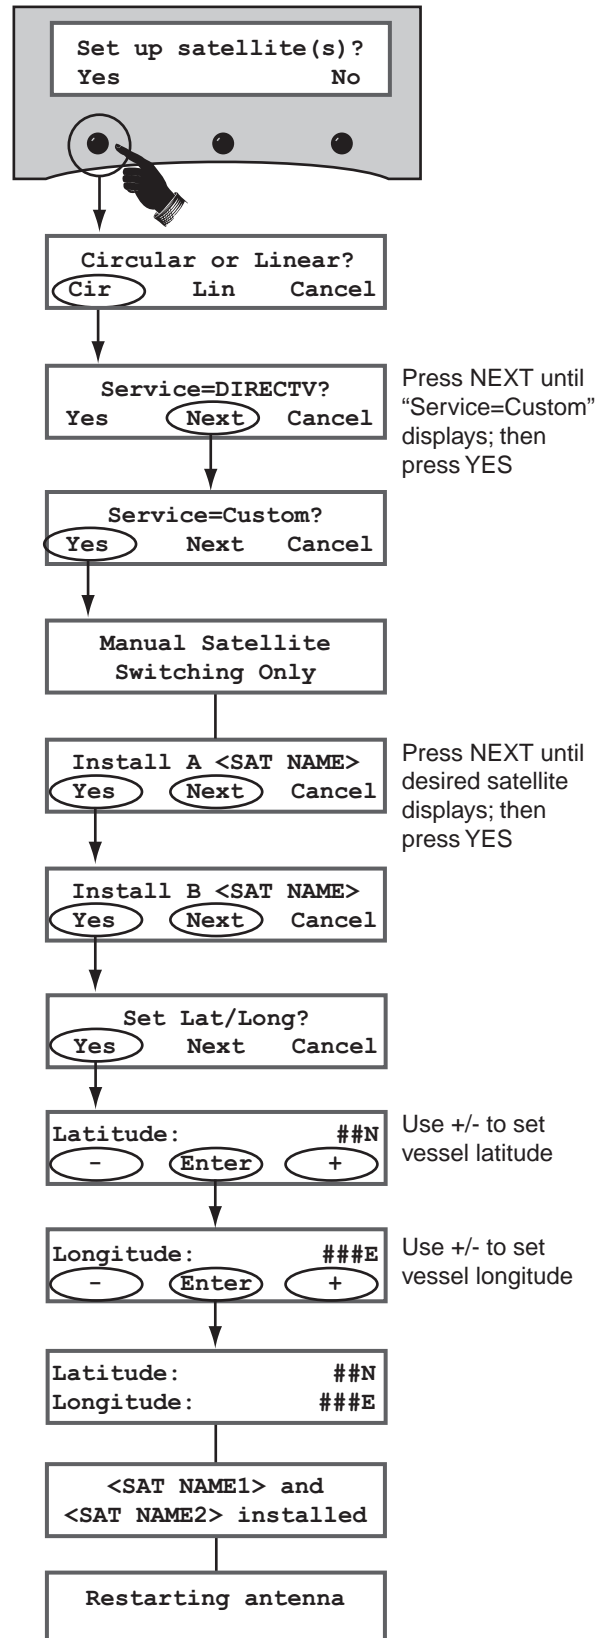 Set up satellite(s)?
Yes No
Circular or Linear?
Cir Lin Cancel
Service=DIRECTV?
Yes Next Cancel
Press NEXT until
“Service=Custom”
displays; then
press YES
Service=Custom?
Yes Next Cancel
Manual Satellite
Switching Only
Install A <SAT NAME>
Yes Next Cancel
Press NEXT until
desired satellite
displays; then
press YES
Install B <SAT NAME>
Yes Next Cancel
Set Lat/Long?
Yes Next Cancel
Latitude: ##N
- Enter +
Use +/- to set
vessel latitude
Longitude: ###E
- Enter +
Use +/- to set
vessel longitude
Latitude: ##N
Longitude: ###E
<SAT NAME1> and
<SAT NAME2> installed
Restarting antenna